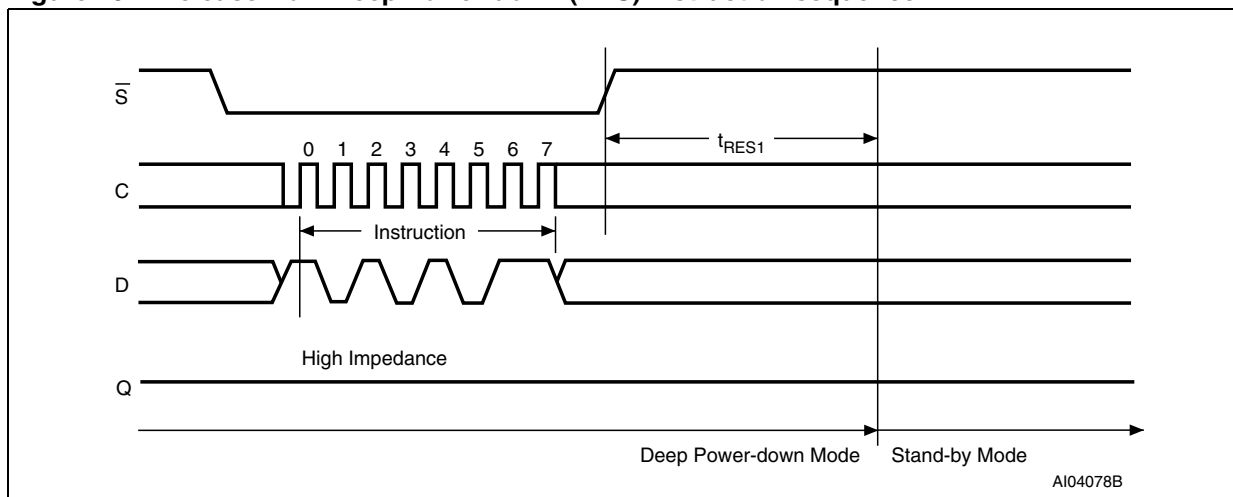 S
tRES1
0 1 2 3 4 5 6 7
C
Instruction
D
High Impedance
Q
Deep Power-down Mode Stand-by Mode
AI04078B